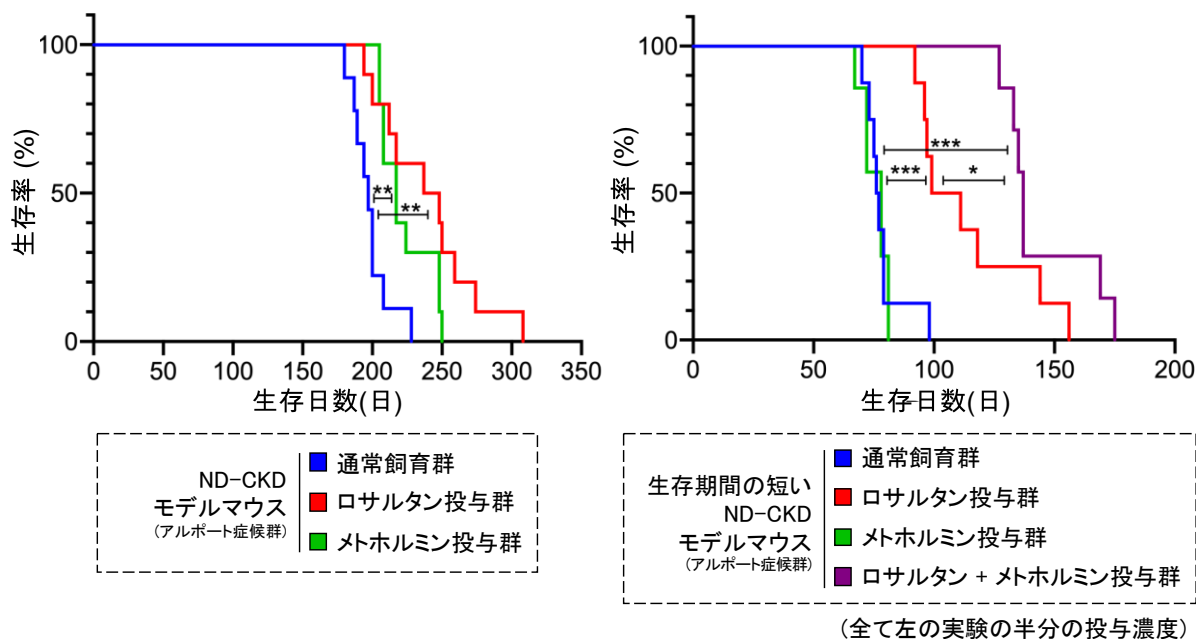 100
50
0
生存率 (%)
**
**
0 50 100 150 200 250 300 350
生存日数(日)
ND-CKD
モデルマウス
(アルポート症候群)
通常飼育群
ロサルタン投与群
メトホルミン投与群
100
50
0
生存率 (%)
***
*** *
0 50 100 150 200
生存日数(日)
生存期間の短い
ND-CKD
モデルマウス
(アルポート症候群)
通常飼育群
ロサルタン投与群
メトホルミン投与群
ロサルタン + メトホルミン投与群
(全て左の実験の半分の投与濃度)